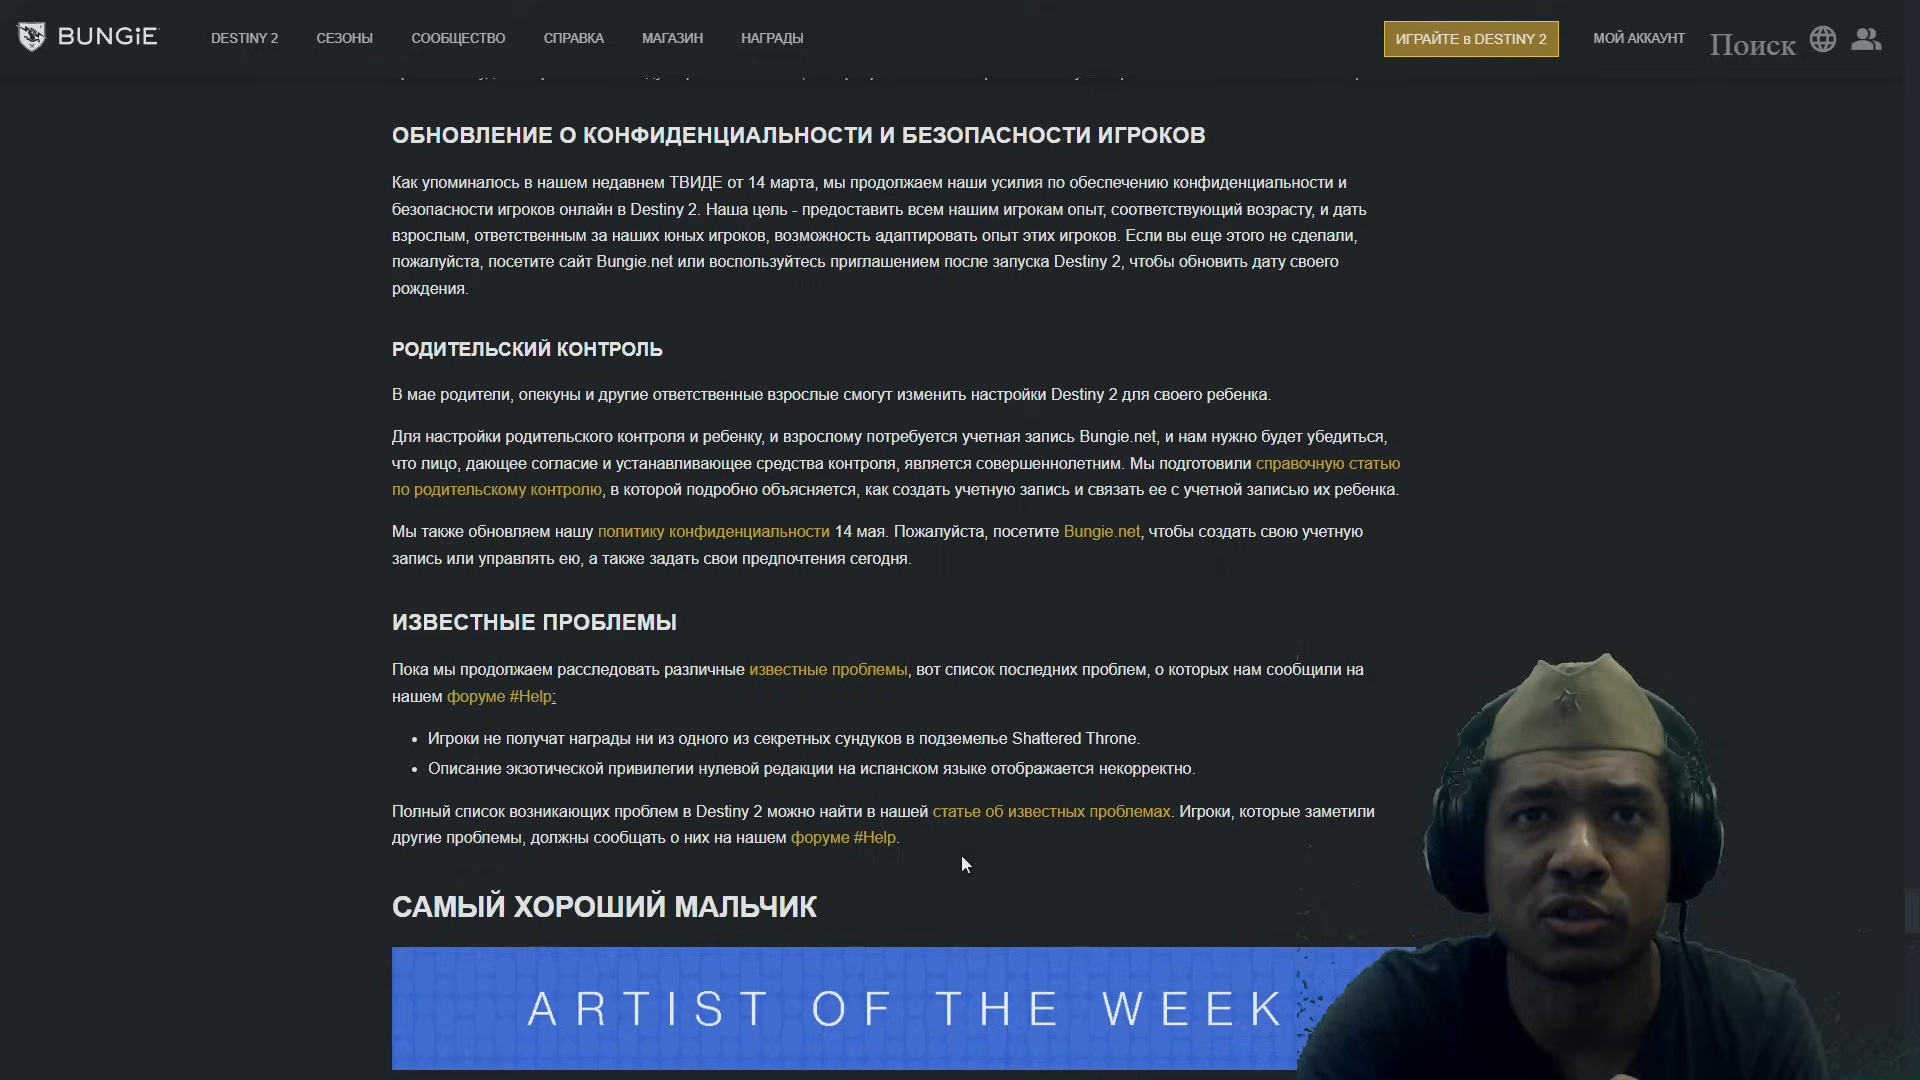 BUNGiE
DESTINY 2
СЕЗОНЫ
СООБЩЕСТВО
СПРАВКА
МАГАЗИН
НАГРАДЫ
ИГРАЙТЕ в DESTINY 2
МОЙ АККАУНТ
Поиск
ОБНОВЛЕНИЕ О КОНФИДЕНЦИАЛЬНОСТИ И БЕЗОПАСНОСТИ ИГРОКОВ
Как упоминалось в нашем недавнем ТВИДЕ от 14 марта, мы продолжаем наши усилия по обеспечению конфиденциальности и
безопасности игроков онлайн в Destiny 2. Наша цель - предоставить всем нашим игрокам опыт, соответствующий возрасту, и дать
взрослым, ответственным за наших юных игроков, возможность адаптировать опыт этих игроков. Если вы еще этого не сделали,
пожалуйста, посетите сайт Bungie.net или воспользуйтесь приглашением после запуска Destiny 2, чтобы обновить дату своего
рождения.
РОДИТЕЛЬСКИЙ КОНТРОЛЬ
В мае родители, опекуны и другие ответственные взрослые смогут изменить настройки Destiny 2 для своего ребенка.
Для настройки родительского контроля и ребенку, и взрослому потребуется учетная запись Bungie.net, и нам нужно будет убедиться,
что лицо, дающее согласие и устанавливающее средства контроля, является совершеннолетним. Мы подготовили справочную статью
по родительскому контролю, в которой подробно объясняется, как создать учетную запись и связать ее с учетной записью их ребенка.
Мы также обновляем нашу политику конфиденциальности 14 мая. Пожалуйста, посетите Bungie.net, чтобы создать свою учетную
запись или управлять ею, а также задать свои предпочтения сегодня.
ИЗВЕСТНЫЕ ПРОБЛЕМЫ
Пока мы продолжаем расследовать различные известные проблемы, вот список последних проблем, о которых нам сообщили на
нашем форуме #Help:
• Игроки не получат награды ни из одного из секретных сундуков в подземелье Shattered Throne.
• Описание экзотической привилегии нулевой редакции на испанском языке отображается некорректно.
Полный список возникающих проблем в Destiny 2 можно найти в нашей статье об известных проблемах. Игроки, которые заметили
другие проблемы, должны сообщать о них на нашем форуме #Help.
САМЫЙ ХОРОШИЙ МАЛЬЧИК
ARTIST OF THE WEEK